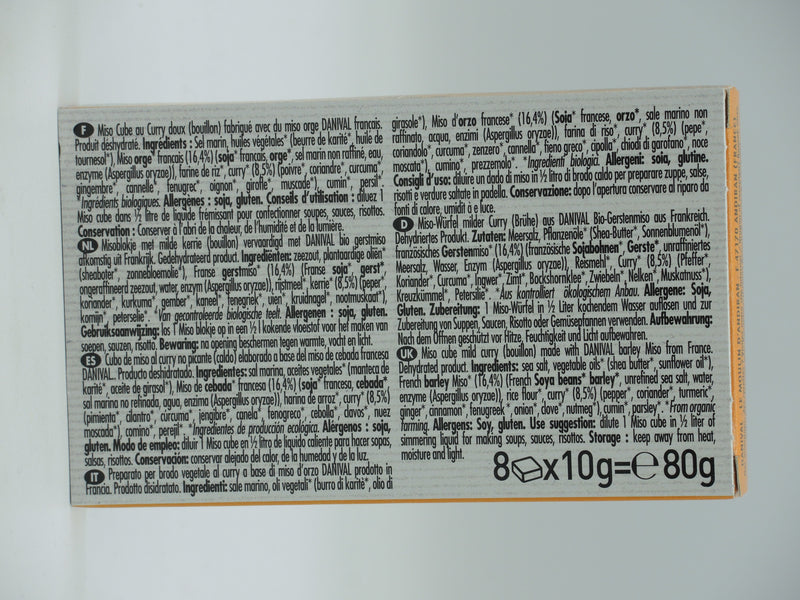 F Miso Cube au Curry doux (bouillon) fabriqué avec du miso orge DANIVAL francais.
Produit déshydraté. Ingrédients : Sel marin, huiles végétales* (beurre de karité*, huile de
tournesol*), Miso orge* francais (16,4%) (soja* francais, orge*, sel marin non raffiné, eau,
enzyme (Aspergillus oryzae)), farine de riz*, curry* (8,5%) (poivre*, coriandre*, curcuma*,
gingembre*, cannelle*, fenugrec*, oignon*, girofle*, muscade*), cumin*, persil*.
*Ingrédients biologiques. Allergènes : soja, gluten. Conseils d'utilisation : diluez 1
Miso cube dans ½ litre de liquide frémissant pour confectionner soupes, sauces, risottos.
Conservation : Conserver à l'abri de la chaleur, de l'humidité et de la lumière.
NL Misoblokje met milde kerrie (bouillon) vervaardigd met DANIVAL bio gerstmiso
afkomstig uit Frankrijk. Gedehydrateerd product. Ingrediënten: zeezout, plantaardige oliën*
(sheaboter*, zonnebloemolie*), Franse gerstmiso* (16,4%) (Franse soja*, gerst*,
ongeraffineerd zeezout, water, enzym (Aspergillus oryzae)), rijstmeel*, kerrie* (8,5%) (peper*,
koriander*, kurkuma*, gember*, kaneel*, fenegriek*, uien*, kruidnagel*, nootmuskaat*),
komijn*, peterselie*. *Van gecontroleerde biologische teelt. Allergenen : soja, gluten.
Gebruiksaanwijzing: los 1 Miso blokje op in een ½ l kokende vloeistof voor het maken van
soepen, sauzen, risotto. Bewaring: na opening beschermen tegen warmte, vocht en licht.
ES Cubo de miso al curry no picante (caldo) elaborado a base del miso de cebada francesa
DANIVAL. Producto deshidratado. Ingredientes: sal marina, aceites vegetales* (manteca de
karité*, aceite de girasol*), Miso de cebada* francesa (16,4%) (soja* francesa, cebada*,
sal marina no refinada, agua, enzima (Aspergillus oryzae)), harina de arroz*, curry* (8,5%)
(pimienta*, cilantro*, cúrcuma*, jengibre*, canela*, fenogreco*, cebolla*, clavos*, nuez
moscada*), comino*, perejil*. *Ingredientes de producción ecologica. Alérgenos : soja,
gluten. Modo de empleo: diluir 1 Miso cube en ½ litro de liquido caliente para hacer sopas,
salsas, risottos. Conservación: conservar alejado del calor, de la humedad y de la luz.
IT Preparato per brodo vegetale al curry a base di miso d'orzo DANIVAL prodotto in
Francia. Prodotto disidratato. Ingredienti: sale marino, oli vegetali* (burro di karitè*, olio di
girasole*), Miso d'orzo francese* (16,4%) (Soia* francese, orzo*, sale marino non
raffinato, acqua, enzimi (Aspergillus oryzae)), farina di riso*, curry* (8,5%) (pepe*,
coriandolo*, curcuma*, zenzero*, cannella*, fieno greco*, cipolla*, chiodi di garofano*, noce
moscata*), cumino*, prezzemolo*. *Ingredienti biologici. Allergeni: soia, glutine.
Consigli d'uso: diluire un dado di miso in ½ litro di brodo caldo per preparare zuppe, salse,
risotti e verdure saltate in padella. Conservazione: dopo l'apertura conservare al riparo da
fonti di calore, umidità e luce.
D Miso-Würfel milder Curry (Brühe) aus DANIVAL Bio-Gerstenmiso aus Frankreich.
Dehydriertes Produkt. Zutaten: Meersalz, Pflanzenöle* (Shea-Butter*, Sonnenblumenöl*),
französisches Gerstenmiso* (16,4%) (französische Sojabohnen*, Gerste*, unraffiniertes
Meersalz, Wasser, Enzym (Aspergillus oryzae)), Reismehl*, Curry* (8,5%) (Pfeffer*,
Koriander*, Curcuma*, Ingwer*, Zimt*, Bockshornklee*, Zwiebeln*, Nelken*, Muskatnuss*),
Kreuzkümmel*, Petersilie*. *Aus kontrolliert ökologischem Anbau. Allergene: Soja,
Gluten. Zubereitung: 1 Miso-Würfel in ½ Liter kochendem Wasser auflösen und zur
Zubereitung von Suppen, Saucen, Risotto oder Gemüsepfannen verwenden. Aufbewahrung:
Nach dem Öffnen geschützt vor Hitze, Feuchtigkeit und Licht aufbewahren.
UK Miso cube mild curry (bouillon) made with DANIVAL barley Miso from France.
Dehydrated product. Ingredients: sea salt, vegetable oils* (shea butter*, sunflower oil*),
French barley Miso* (16,4%) (French Soya beans* barley*, unrefined sea salt, water,
enzyme (Aspergillus oryzae)), rice flour*, curry* (8,5%) (pepper*, coriander*, turmeric*,
ginger*, cinnamon*, fenugreek*, onion*, clove*, nutmeg*), cumin*, parsley*. *From organic
farming. Allergens: Soy, gluten. Use suggestion: dilute 1 Miso cube in ½ liter of
simmering liquid for making soups, sauces, risottos. Storage : keep away from heat,
moisture and light.
8 x10g=℮80g
LE MOULIN D'ANDIRAN F.47170 ANDIRAN (FRANCE)